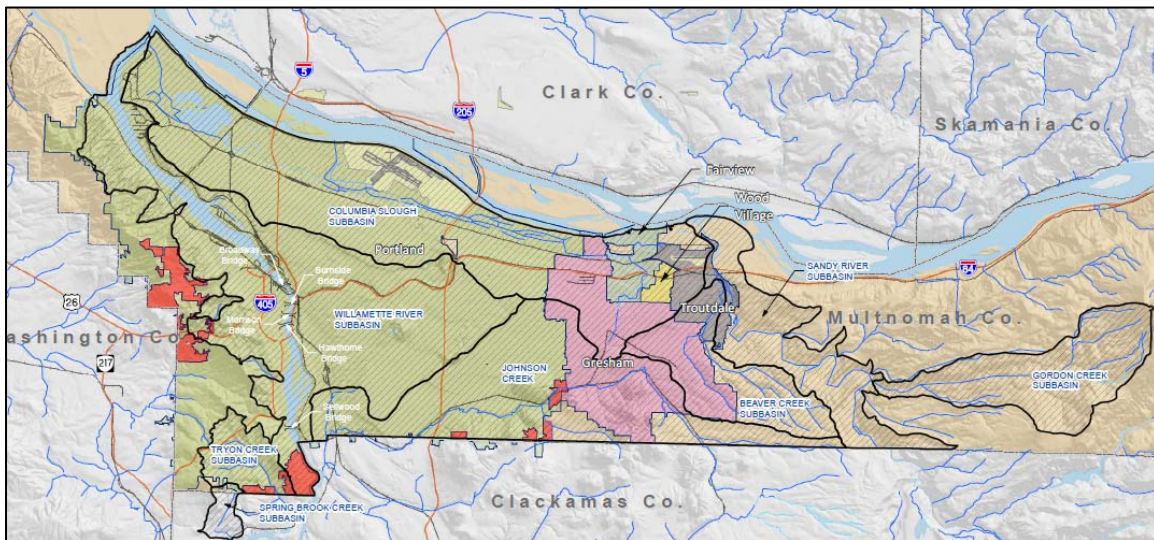 5
Clark Co.
205
Skamania Co.
Fairview
Wood
Village
COLUMBIA SLOUGH
SUBBASIN
Portland
Broadway
Bridge
Burnside
Bridge
SANDY RIVER
SUBBASIN
84
26
405
Morrison
Bridge
WILLAMETTE RIVER
SUBBASIN
Troutdale
Multnomah Co.
ashington Co
Hawthorne
Bridge
217
JOHNSON
CREEK
Gresham
GORDON CREEK
SUBBASIN
BEAVER CREEK
SUBBASIN
Sellwood
Bridge
TRYON CREEK
SUBBASIN
Clackamas Co.
SPRING BROOK CREEK
SUBBASIN